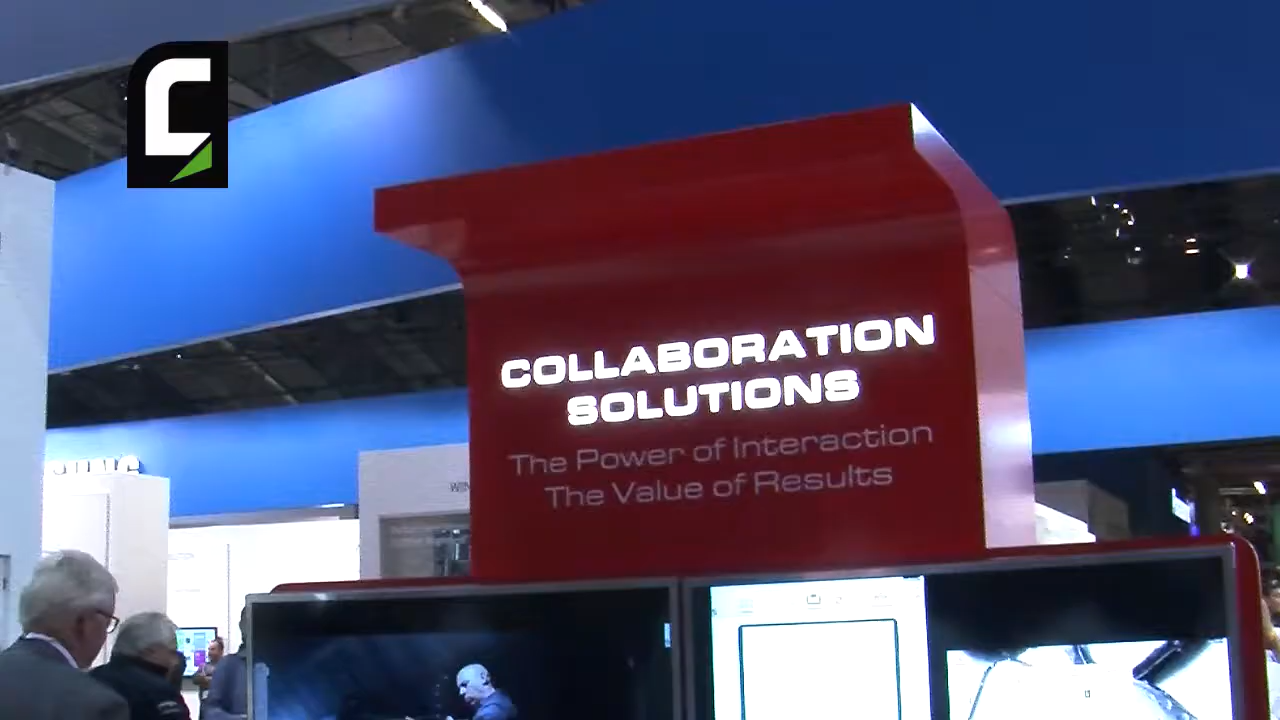 COLLABORATION
SOLUTIONS
The Power of Interaction
The Value of Results